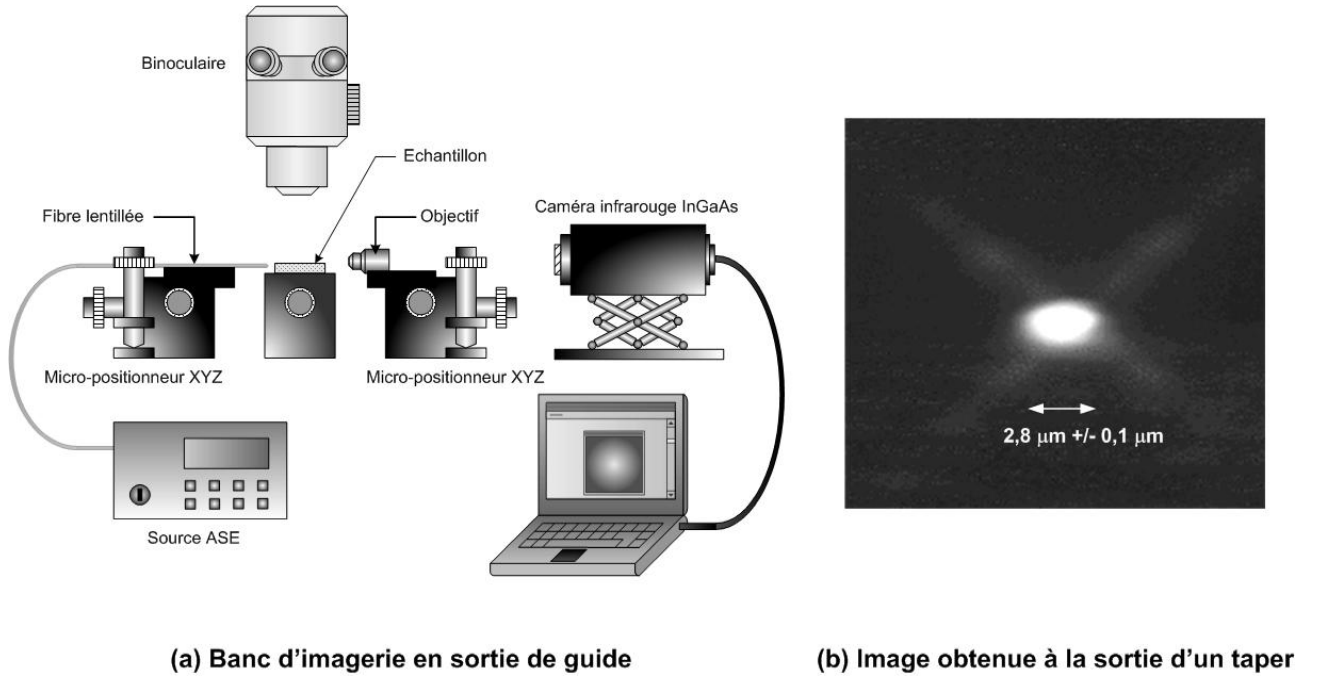 Binoculaire
Echantillon
Fibre lentillée
Objectif
Caméra infrarouge InGaAs
Micro-positionneur XYZ
Micro-positionneur XYZ
Source ASE
2,8 µm +/- 0,1 µm
(a) Banc d'imagerie en sortie de guide
(b) Image obtenue à la sortie d'un taper